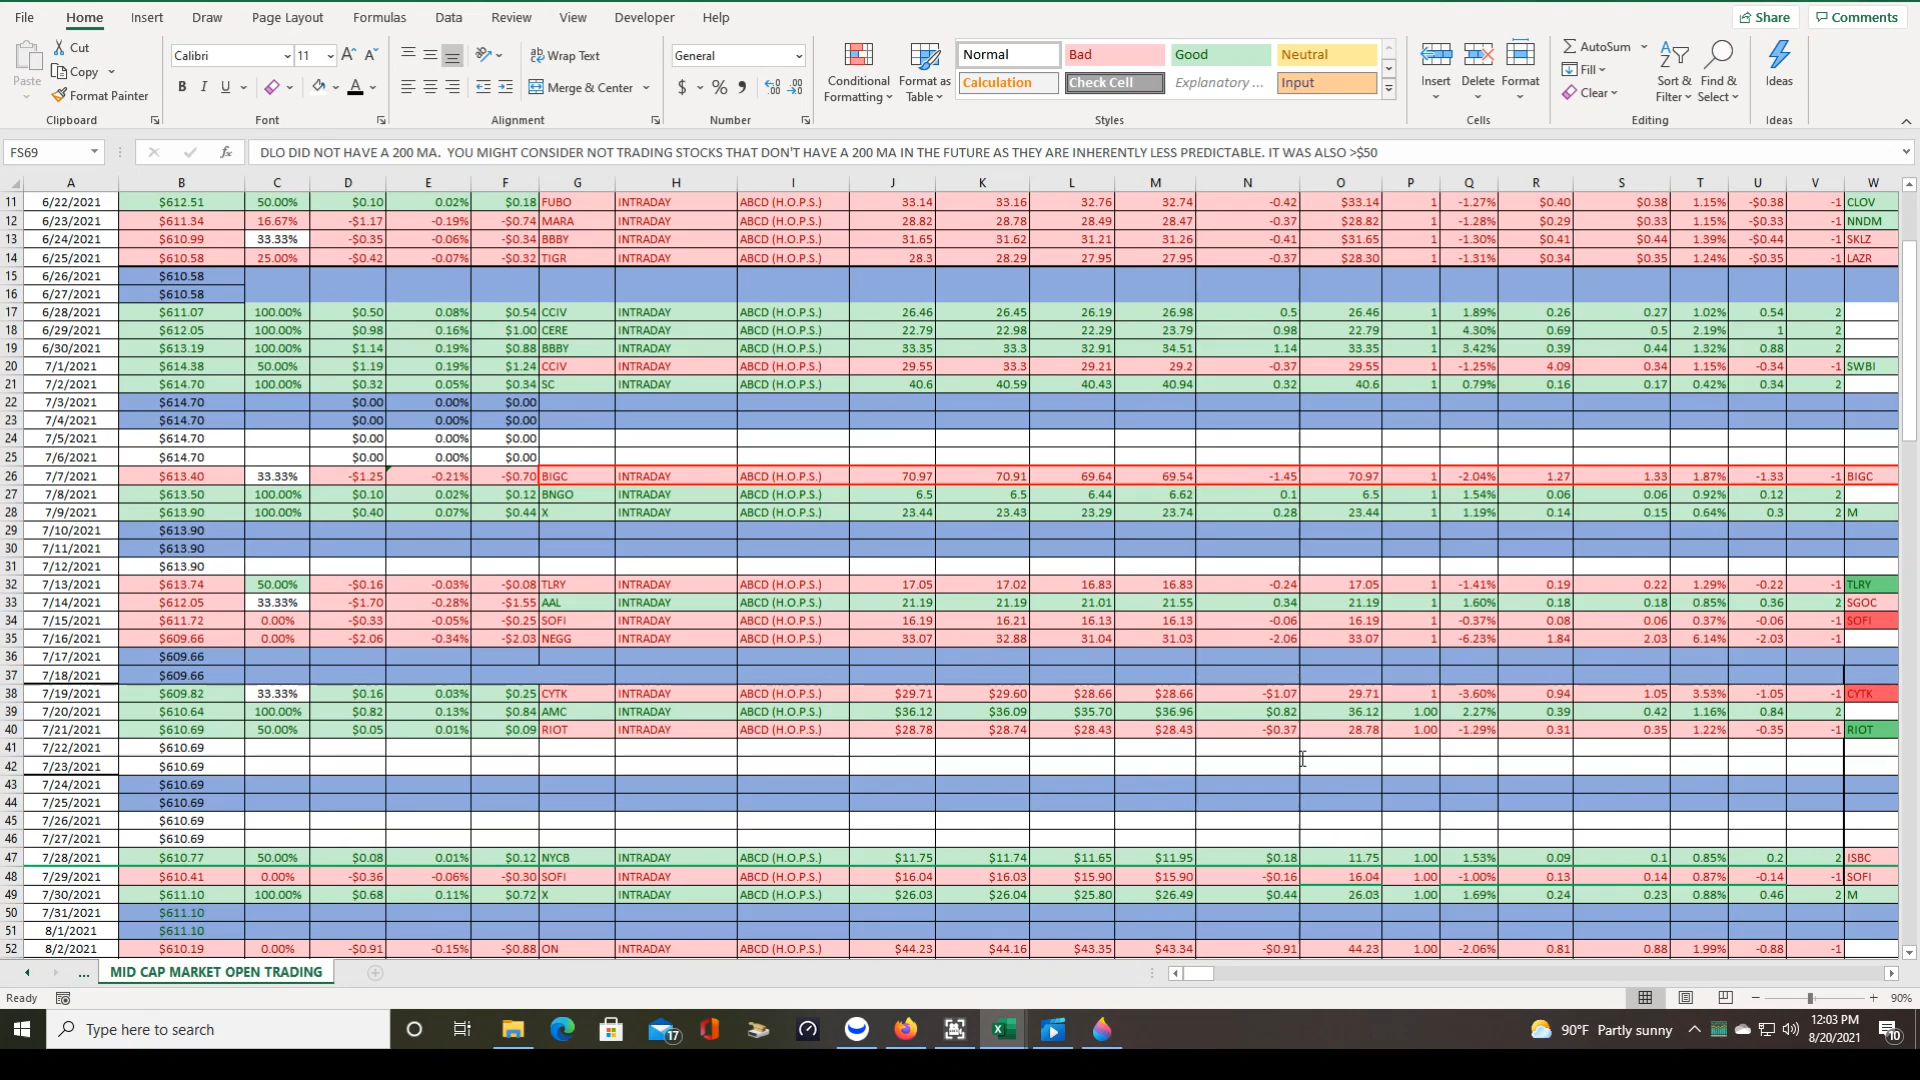 File Home Insert Draw Page Layout Formulas Data Review View Developer Help Share Comments
Paste Cut Copy Format Painter Clipboard
Calibri 11 A A B I U A Font
Wrap Text Merge & Center Alignment
General $ % Number
Conditional Formatting Format as Table
Normal Bad Good Neutral
Calculation Check Cell Explanatory ... Input
Styles
Insert Delete Format Cells
AutoSum Fill Clear Sort & Filter Find & Select Editing
Ideas Ideas
FS69 fx DLO DID NOT HAVE A 200 MA. YOU MIGHT CONSIDER NOT TRADING STOCKS THAT DON'T HAVE A 200 MA IN THE FUTURE AS THEY ARE INHERENTLY LESS PREDICTABLE. IT WAS ALSO >$50
A B C D E F G H I J K L M N O P Q R S T U V W
11 6/22/2021 $612.51 50.00% $0.10 0.02% $0.18 FUBO INTRADAY ABCD (H.O.P.S.) 33.14 33.16 32.76 32.74 -0.42 $33.14 1 -1.27% $0.40 $0.38 1.15% -$0.38 -1 CLOV
12 6/23/2021 $611.34 16.67% -$1.17 -0.19% -$0.74 MARA INTRADAY ABCD (H.O.P.S.) 28.82 28.78 28.49 28.47 -0.37 $28.82 1 -1.28% $0.29 $0.33 1.15% -$0.33 -1 NNDM
13 6/24/2021 $610.99 33.33% -$0.35 -0.06% -$0.34 BBBY INTRADAY ABCD (H.O.P.S.) 31.65 31.62 31.21 31.26 -0.41 $31.65 1 -1.30% $0.41 $0.44 1.39% -$0.44 -1 SKLZ
14 6/25/2021 $610.58 25.00% -$0.42 -0.07% -$0.32 TIGR INTRADAY ABCD (H.O.P.S.) 28.3 28.29 27.95 27.95 -0.37 $28.30 1 -1.31% $0.34 $0.35 1.24% -$0.35 -1 LAZR
15 6/26/2021 $610.58
16 6/27/2021 $610.58
17 6/28/2021 $611.07 100.00% $0.50 0.08% $0.54 CCIV INTRADAY ABCD (H.O.P.S.) 26.46 26.45 26.19 26.98 0.5 26.46 1 1.89% 0.26 0.27 1.02% 0.54 2
18 6/29/2021 $612.05 100.00% $0.98 0.16% $1.00 CERE INTRADAY ABCD (H.O.P.S.) 22.79 22.98 22.29 23.79 0.98 22.79 1 4.30% 0.69 0.5 2.19% 1 2
19 6/30/2021 $613.19 100.00% $1.14 0.19% $0.88 BBBY INTRADAY ABCD (H.O.P.S.) 33.35 33.3 32.91 34.51 1.14 33.35 1 3.42% 0.39 0.44 1.32% 0.88 2
20 7/1/2021 $614.38 50.00% $1.19 0.19% $1.24 CCIV INTRADAY ABCD (H.O.P.S.) 29.55 33.3 29.21 29.2 -0.37 29.55 1 -1.25% 4.09 0.34 1.15% -0.34 -1 SWBI
21 7/2/2021 $614.70 100.00% $0.32 0.05% $0.34 SC INTRADAY ABCD (H.O.P.S.) 40.6 40.59 40.43 40.94 0.32 40.6 1 0.79% 0.16 0.17 0.42% 0.34 2
22 7/3/2021 $614.70 $0.00 0.00% $0.00
23 7/4/2021 $614.70 $0.00 0.00% $0.00
24 7/5/2021 $614.70 $0.00 0.00% $0.00
25 7/6/2021 $614.70 $0.00 0.00% $0.00
26 7/7/2021 $613.40 33.33% -$1.25 -0.21% -$0.70 BIGC INTRADAY ABCD (H.O.P.S.) 70.97 70.91 69.64 69.54 -1.45 70.97 1 -2.04% 1.27 1.33 1.87% -1.33 -1 BIGC
27 7/8/2021 $613.50 100.00% $0.10 0.02% $0.12 BNGO INTRADAY ABCD (H.O.P.S.) 6.5 6.5 6.44 6.62 0.1 6.5 1 1.54% 0.06 0.06 0.92% 0.12 2
28 7/9/2021 $613.90 100.00% $0.40 0.07% $0.44 X INTRADAY ABCD (H.O.P.S.) 23.44 23.43 23.29 23.74 0.28 23.44 1 1.19% 0.14 0.15 0.64% 0.3 2 M
29 7/10/2021 $613.90
30 7/11/2021 $613.90
31 7/12/2021 $613.90
32 7/13/2021 $613.74 50.00% -$0.16 -0.03% -$0.08 TLRY INTRADAY ABCD (H.O.P.S.) 17.05 17.02 16.83 16.83 -0.24 17.05 1 -1.41% 0.19 0.22 1.29% -0.22 -1 TLRY
33 7/14/2021 $612.05 33.33% -$1.70 -0.28% -$1.55 AAL INTRADAY ABCD (H.O.P.S.) 21.19 21.19 21.01 21.55 0.34 21.19 1 1.60% 0.18 0.18 0.85% 0.36 2 SGOC
34 7/15/2021 $611.72 0.00% -$0.33 -0.05% -$0.25 SOFI INTRADAY ABCD (H.O.P.S.) 16.19 16.21 16.13 16.13 -0.06 16.19 1 -0.37% 0.08 0.06 0.37% -0.06 -1 SOFI
35 7/16/2021 $609.66 0.00% -$2.06 -0.34% -$2.03 NEGG INTRADAY ABCD (H.O.P.S.) 33.07 32.88 31.04 31.03 -2.06 33.07 1 -6.23% 1.84 2.03 6.14% -2.03 -1
36 7/17/2021 $609.66
37 7/18/2021 $609.66
38 7/19/2021 $609.82 33.33% $0.16 0.03% $0.25 CYTK INTRADAY ABCD (H.O.P.S.) $29.71 $29.60 $28.66 $28.66 -$1.07 29.71 1 -3.60% 0.94 1.05 3.53% -1.05 -1 CYTK
39 7/20/2021 $610.64 100.00% $0.82 0.13% $0.84 AMC INTRADAY ABCD (H.O.P.S.) $36.12 $36.09 $35.70 $36.96 $0.82 36.12 1.00 2.27% 0.39 0.42 1.16% 0.84 2
40 7/21/2021 $610.69 50.00% $0.05 0.01% $0.09 RIOT INTRADAY ABCD (H.O.P.S.) $28.78 $28.74 $28.43 $28.43 -$0.37 28.78 1.00 -1.29% 0.31 0.35 1.22% -0.35 -1 RIOT
41 7/22/2021 $610.69
42 7/23/2021 $610.69
43 7/24/2021 $610.69
44 7/25/2021 $610.69
45 7/26/2021 $610.69
46 7/27/2021 $610.69
47 7/28/2021 $610.77 50.00% $0.08 0.01% $0.12 NYCB INTRADAY ABCD (H.O.P.S.) $11.75 $11.74 $11.65 $11.95 $0.18 11.75 1.00 1.53% 0.09 0.1 0.85% 0.2 2 ISBC
48 7/29/2021 $610.41 0.00% -$0.36 -0.06% -$0.30 SOFI INTRADAY ABCD (H.O.P.S.) $16.04 $16.03 $15.90 $15.90 -$0.16 16.04 1.00 -1.00% 0.13 0.14 0.87% -0.14 -1 SOFI
49 7/30/2021 $611.10 100.00% $0.68 0.11% $0.72 X INTRADAY ABCD (H.O.P.S.) $26.03 $26.04 $25.80 $26.49 $0.44 26.03 1.00 1.69% 0.24 0.23 0.88% 0.46 2 M
50 7/31/2021 $611.10
51 8/1/2021 $611.10
52 8/2/2021 $610.19 0.00% -$0.91 -0.15% -$0.88 ON INTRADAY ABCD (H.O.P.S.) $44.23 $44.16 $43.35 $43.34 -$0.91 44.23 1.00 -2.06% 0.81 0.88 1.99% -0.88 -1
... MID CAP MARKET OPEN TRADING
Ready 90%
Type here to search 17 90°F Partly sunny 12:03 PM
8/20/2021 10